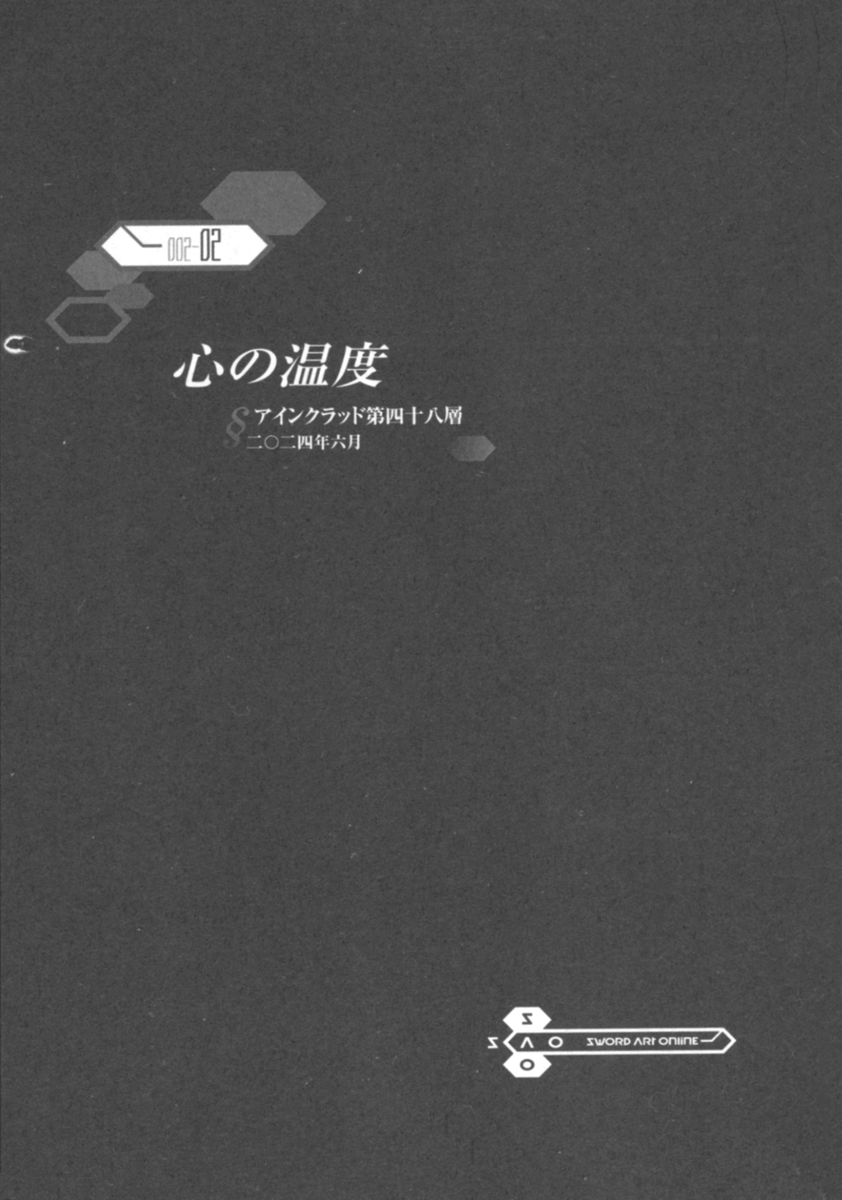 002-02
心の温度
§ アインクラッド第四十八層
二〇二四年六月
S
SAO SWORD ART ONLINE
O